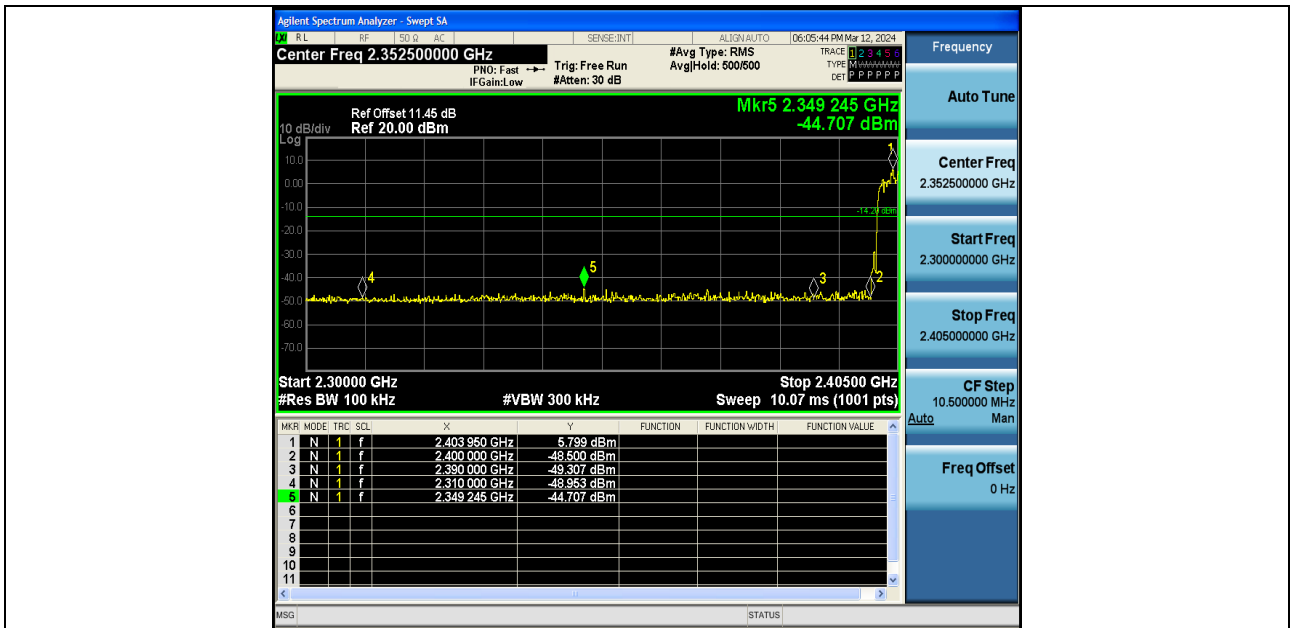 Agilent Spectrum Analyzer - Swept SA
LXI RL RF 50 Ω AC SENSE:INT ALIGN AUTO 06:05:44 PM Mar 12, 2024
Center Freq 2.352500000 GHz
PNO: Fast
IFGain:Low
Trig: Free Run
#Atten: 30 dB
#Avg Type: RMS
Avg|Hold: 500/500
TRACE 1 2 3 4 5 6
TYPE M
DET P P P P P P
Mkr5 2.349 245 GHz
-44.707 dBm
Ref Offset 11.45 dB
10 dB/div Ref 20.00 dBm
Log
10.0
0.00
-10.0
-20.0
-30.0
-40.0
-50.0
-60.0
-70.0
1
5
4
3
2
Start 2.30000 GHz Stop 2.40500 GHz
#Res BW 100 kHz #VBW 300 kHz Sweep 10.07 ms (1001 pts)
MKR MODE TRC SCL X Y FUNCTION FUNCTION WIDTH FUNCTION VALUE
1 N 1 f 2.403 950 GHz 5.799 dBm
2 N 1 f 2.400 000 GHz -48.500 dBm
3 N 1 f 2.390 000 GHz -49.307 dBm
4 N 1 f 2.310 000 GHz -48.953 dBm
5 N 1 f 2.349 245 GHz -44.707 dBm
6
7
8
9
10
11
MSG STATUS
Frequency
Auto Tune
Center Freq
2.352500000 GHz
Start Freq
2.300000000 GHz
Stop Freq
2.405000000 GHz
CF Step
10.500000 MHz
Auto Man
Freq Offset
0 Hz